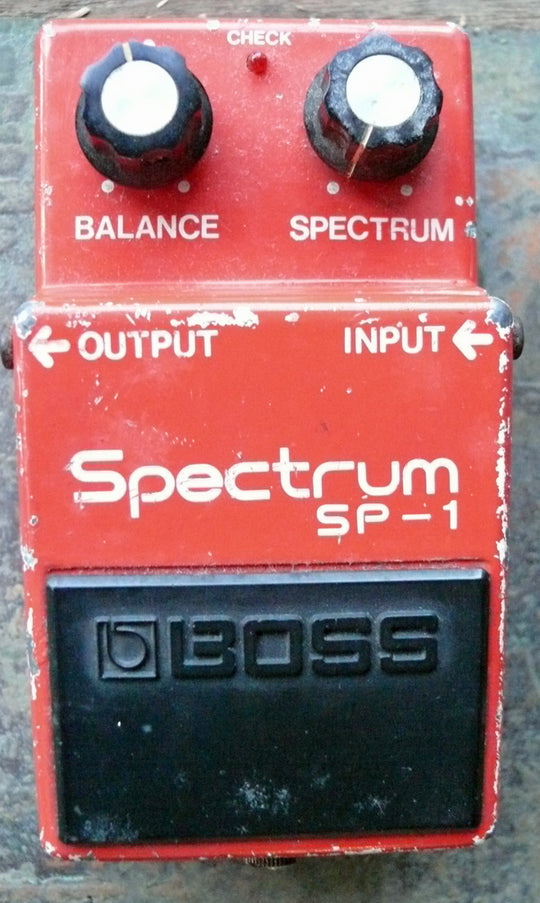 CHECK
BALANCE SPECTRUM
OUTPUT INPUT
Spectrum
SP-1
BOSS